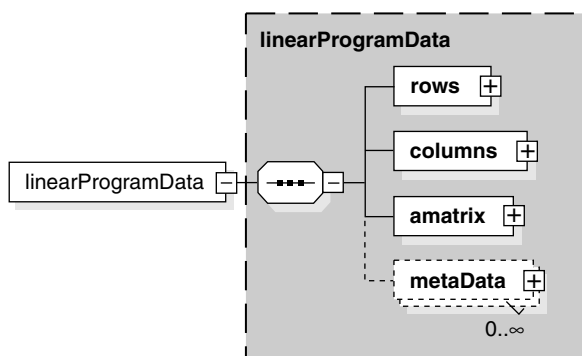 linearProgramData
rows
columns
linearProgramData
amatrix
metaData
0..∞